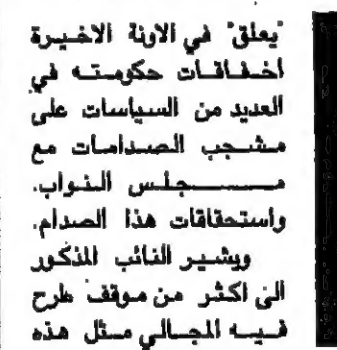 "يعلق" في الاونة الاخيرة
اخفاقات حكومته في
العديد من السياسات على
مشجب الصدامات مع
مجلس النواب.
واستحقاقات هذا الصدام.
ويشير النائب المذكور
الى اكثر من موقف طرح
فيه المجالي مثل هذه